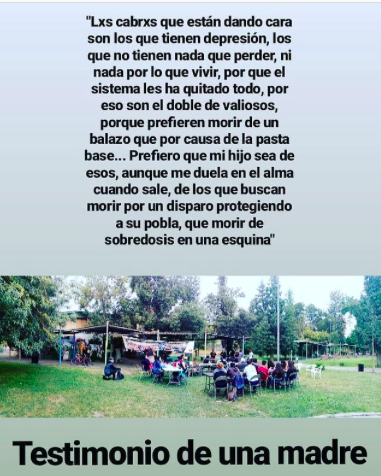 "Lxs cabrxs que están dando cara
son los que tienen depresión, los
que no tienen nada que perder, ni
nada por lo que vivir, por que el
sistema les ha quitado todo, por
eso son el doble de valiosos,
porque prefieren morir de un
balazo que por causa de la pasta
base... Prefiero que mi hijo sea de
esos, aunque me duela en el alma
cuando sale, de los que buscan
morir por un disparo protegiendo
a su pobla, que morir de
sobredosis en una esquina"
Testimonio de una madre